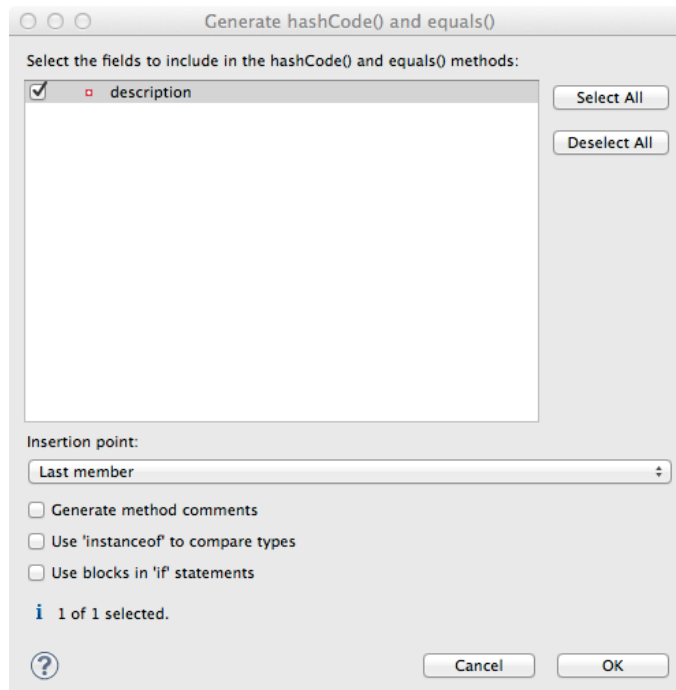 Generate hashCode() and equals()
Select the fields to include in the hashCode() and equals() methods:
description
Select All
Deselect All
Insertion point:
Last member
Generate method comments
Use 'instanceof' to compare types
Use blocks in 'if' statements
i 1 of 1 selected.
?
Cancel
OK